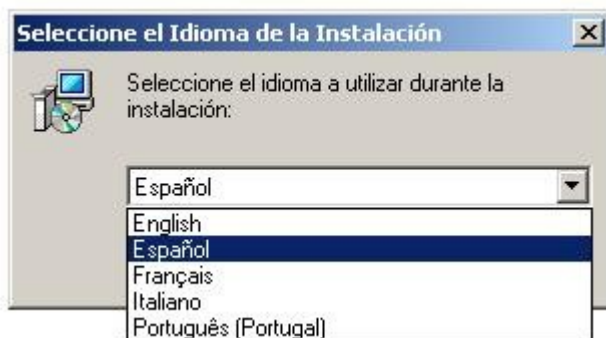 Seleccione el Idioma de la Instalación
Seleccione el idioma a utilizar durante la
instalación:
Español
English
Español
Français
Italiano
Português (Portugal)